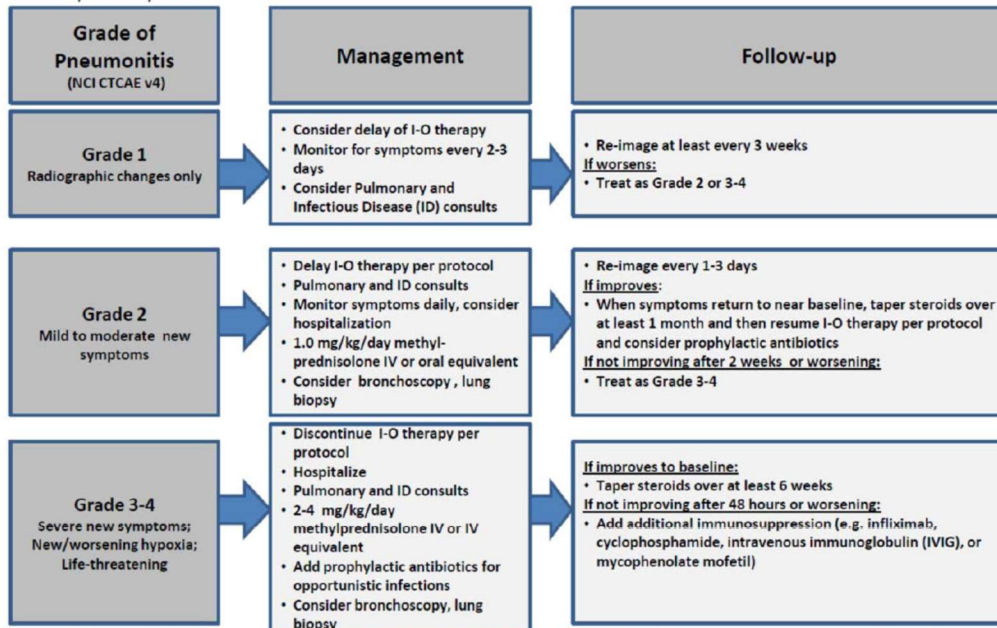 Grade of
Pneumonitis
(NCI CTCAE v4)
Management
Follow-up
Grade 1
Radiographic changes only
• Consider delay of I-O therapy
• Monitor for symptoms every 2-3
days
• Consider Pulmonary and
Infectious Disease (ID) consults
• Re-image at least every 3 weeks
If worsens:
• Treat as Grade 2 or 3-4
Grade 2
Mild to moderate new
symptoms
• Delay I-O therapy per protocol
• Pulmonary and ID consults
• Monitor symptoms daily, consider
hospitalization
• 1.0 mg/kg/day methyl-
prednisolone IV or oral equivalent
• Consider bronchoscopy , lung
biopsy
• Re-image every 1-3 days
If improves:
• When symptoms return to near baseline, taper steroids over
at least 1 month and then resume I-O therapy per protocol
and consider prophylactic antibiotics
If not improving after 2 weeks or worsening:
• Treat as Grade 3-4
Grade 3-4
Severe new symptoms;
New/worsening hypoxia;
Life-threatening
• Discontinue I-O therapy per
protocol
• Hospitalize
• Pulmonary and ID consults
• 2-4 mg/kg/day
methylprednisolone IV or IV
equivalent
• Add prophylactic antibiotics for
opportunistic infections
• Consider bronchoscopy, lung
biopsy
If improves to baseline:
• Taper steroids over at least 6 weeks
If not improving after 48 hours or worsening:
• Add additional immunosuppression (e.g. infliximab,
cyclophosphamide, intravenous immunoglobulin (IVIG), or
mycophenolate mofetil)